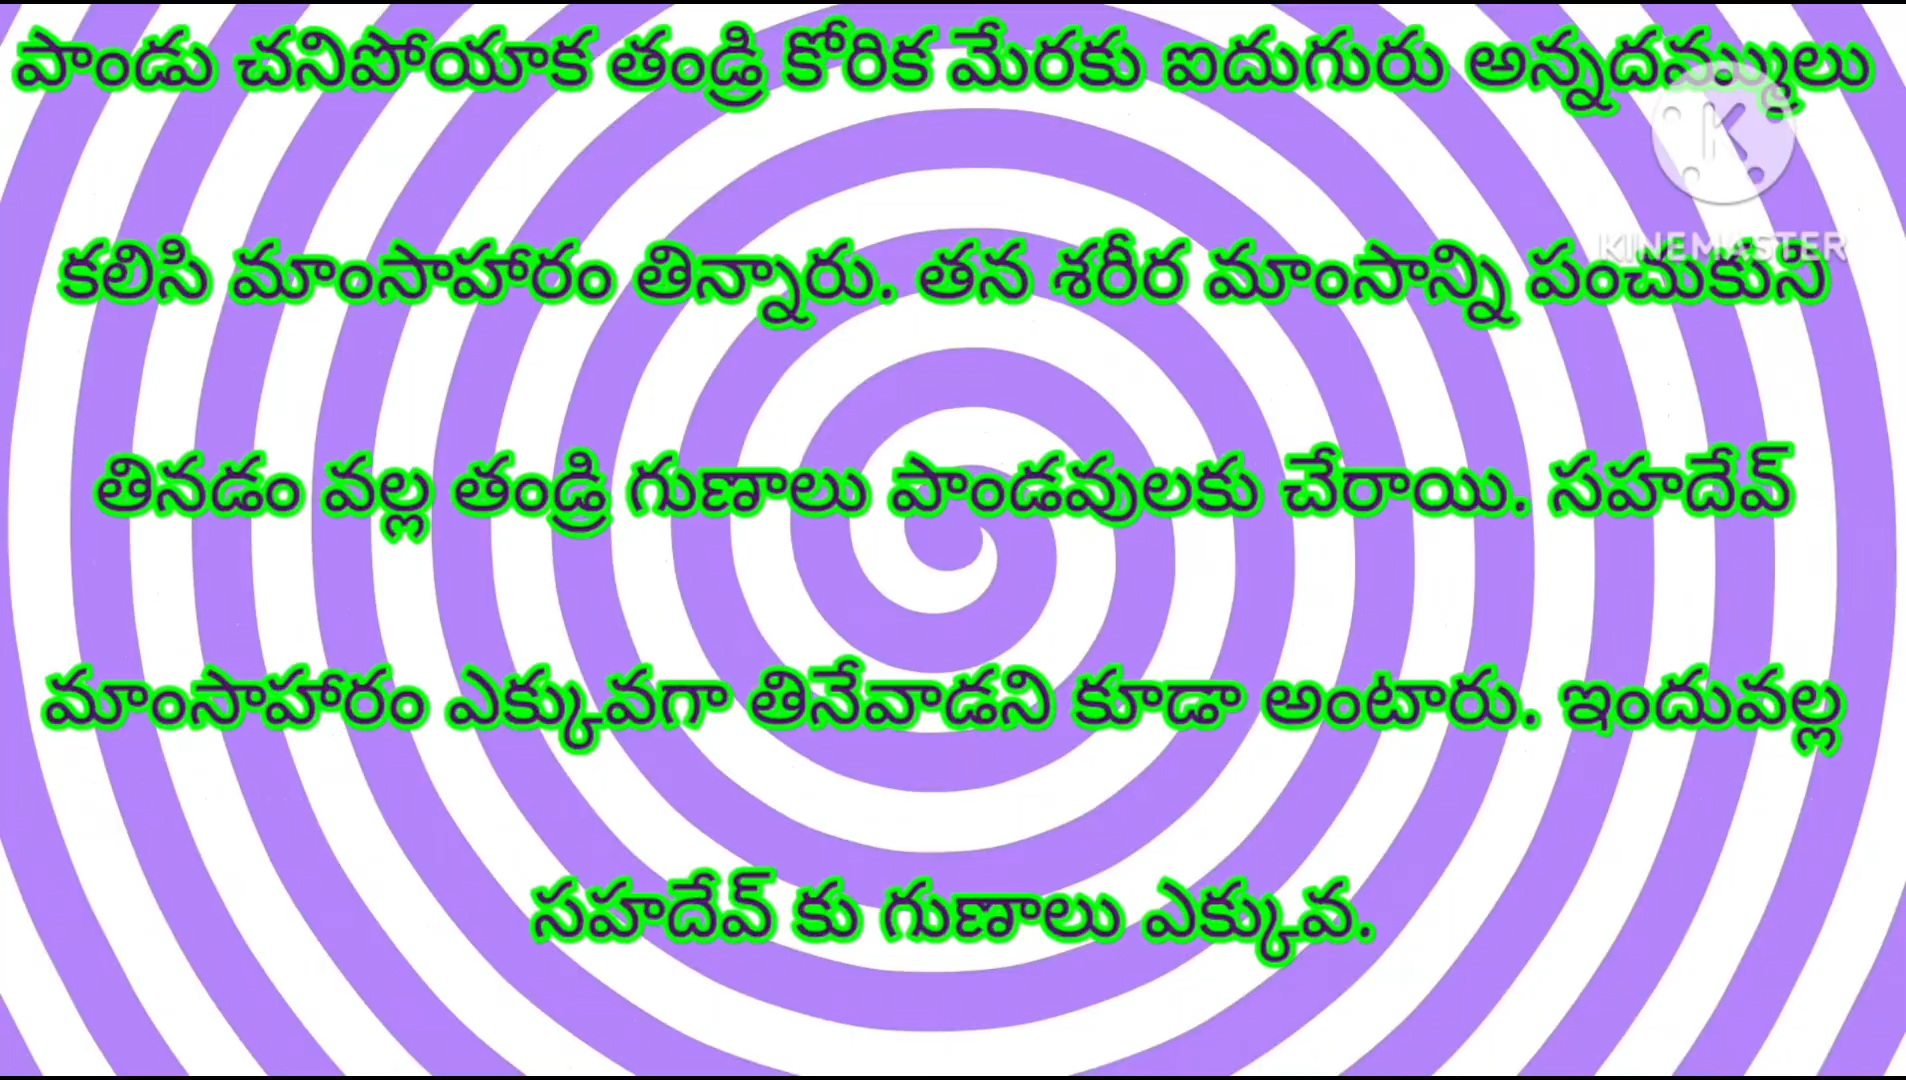 పాండు చనిపోయాక తండ్రి కోరిక మేరకు ఐదుగురు అన్నదమ్ములు
కలిసి మాంసాహారం తిన్నారు. తన శరీర మాంసాన్ని పంచుకుని
తినడం వల్ల తండ్రి గుణాలు పాండవులకు చేరాయి. సహదేవ్
మాంసాహారం ఎక్కువగా తినేవాడని కూడా అంటారు. ఇందువల్ల
సహదేవ్ కు గుణాలు ఎక్కువ.
K
KINEMASTER